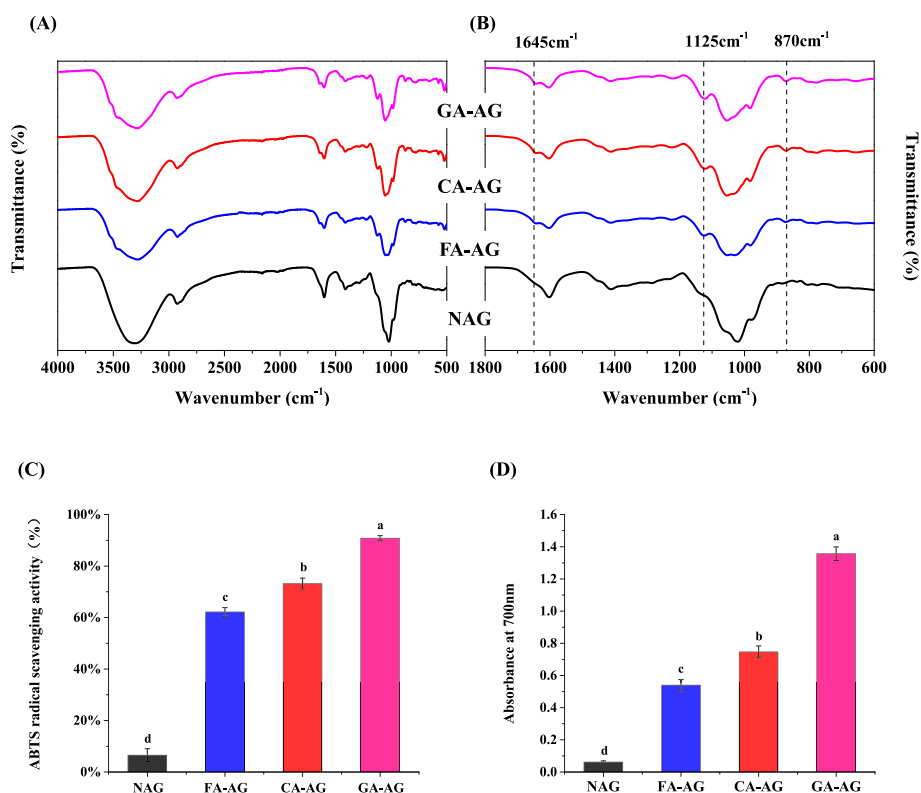 (A)
(B)
1645cm-1
1125cm-1
870cm-1
Transmittance (%)
GA-AG
CA-AG
FA-AG
NAG
Transmittance (%)
4000 3500 3000 2500 2000 1500 1000 500
1800 1600 1400 1200 1000 800 600
Wavenumber (cm-1)
Wavenumber (cm-1)
(C)
ABTS radical scavenging activity (%)
100%
80%
60%
40%
20%
0%
d
c
b
a
NAG FA-AG CA-AG GA-AG
(D)
Absorbance at 700nm
1.6
1.4
1.2
1.0
0.8
0.6
0.4
0.2
0.0
d
c
b
a
NAG FA-AG CA-AG GA-AG